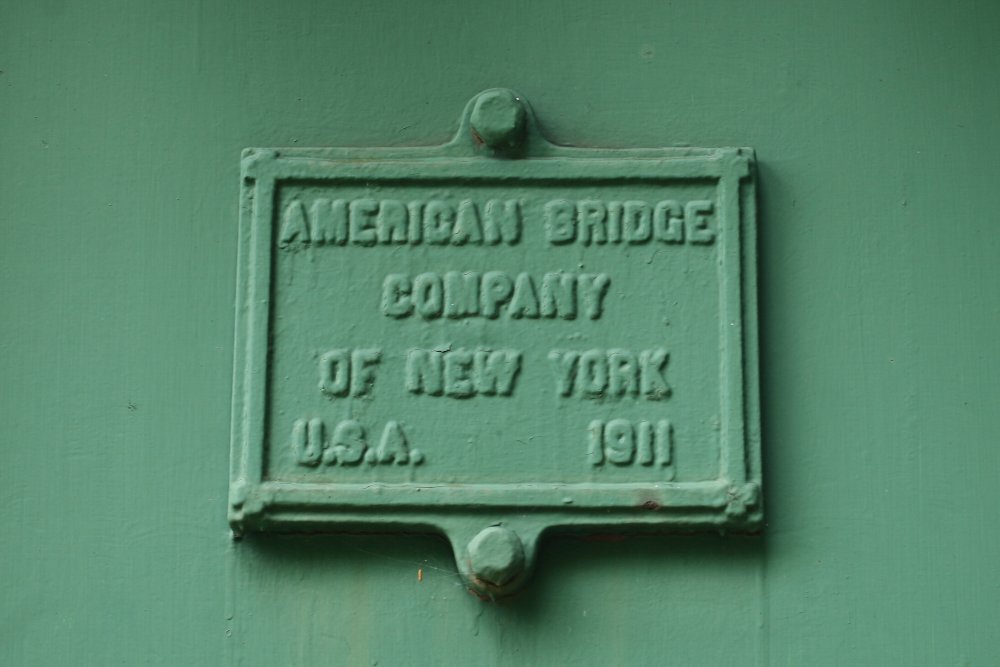 AMERICAN BRIDGE
COMPANY
OF NEW YORK
U.S.A. 1911